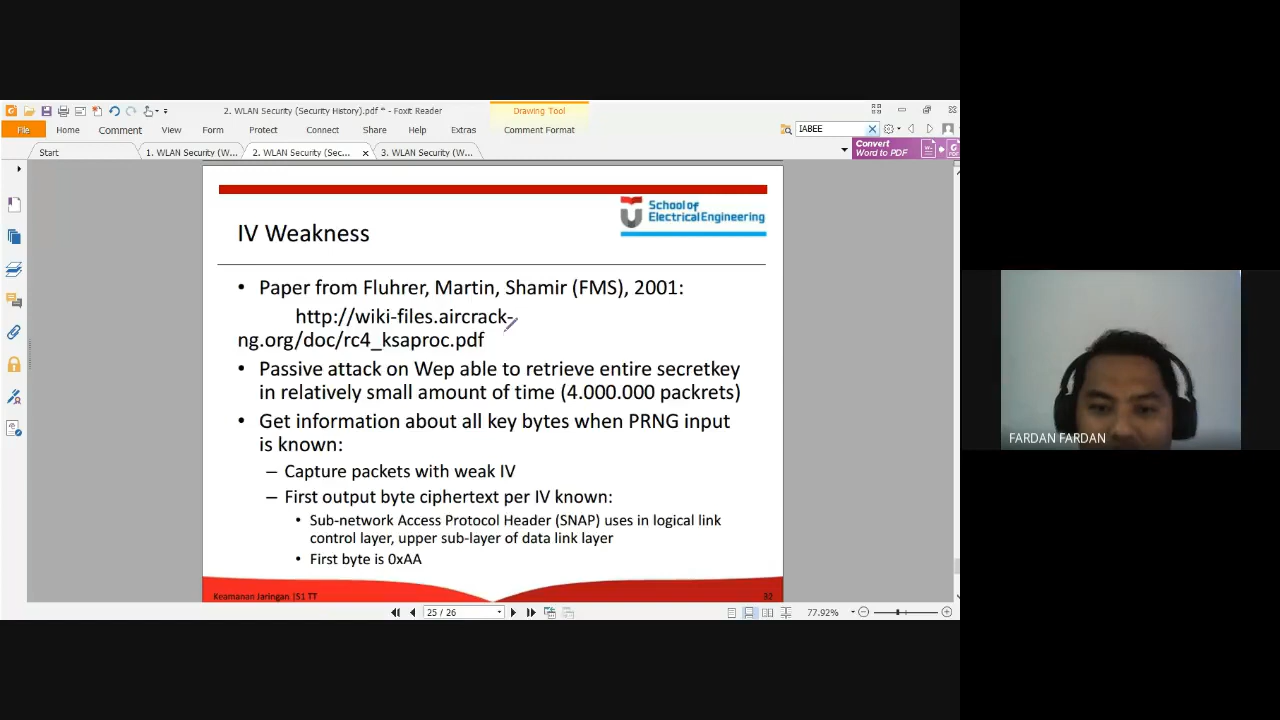 2. WLAN Security (Security History).pdf * - Foxit Reader
Drawing Tool
File Home Comment View Form Protect Connect Share Help Extras Comment Format
IABEE
Start
1. WLAN Security (W...
2. WLAN Security (Sec...
3. WLAN Security (W...
Convert
Word to PDF
School of
Electrical Engineering
IV Weakness
• Paper from Fluhrer, Martin, Shamir (FMS), 2001:
http://wiki-files.aircrack-
ng.org/doc/rc4_ksaproc.pdf
• Passive attack on Wep able to retrieve entire secretkey
in relatively small amount of time (4.000.000 packrets)
• Get information about all key bytes when PRNG input
is known:
– Capture packets with weak IV
– First output byte ciphertext per IV known:
• Sub-network Access Protocol Header (SNAP) uses in logical link
control layer, upper sub-layer of data link layer
• First byte is 0xAA
Keamanan Jaringan |S1 TT
32
25 / 26
77.92%
FARDAN FARDAN